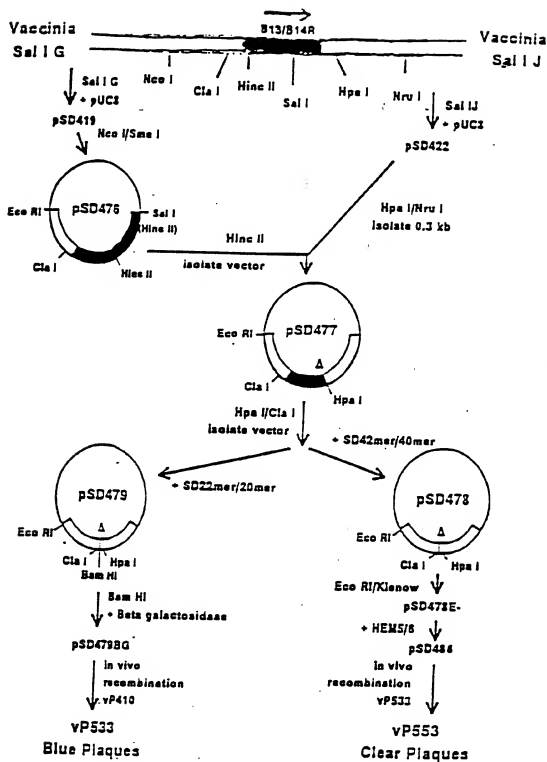 B13/B14R
Vaccinia
Sal I G
Vaccinia
Sal I J
Nco I
Cla I
Hinc II
Sal I
Hpa I
Nru I
Sal I G
+ pUC8
pSD419
Nco I/Sma I
Sal IJ
+ pUC8
pSD422
pSD476
Eco RI
Sal I
(Hinc II)
Cla I
Hinc II
Hpa I/Nru I
isolate 0.3 kb
Hinc II
isolate vector
pSD477
Eco RI
Δ
Cla I
Hpa I
Hpa I/Cla I
isolate vector
+ SD22mer/20mer
+ SD42mer/40mer
pSD479
Eco RI
Δ
Cla I
Hpa I
Bam HI
pSD478
Eco RI
Δ
Cla I
Hpa I
Bam HI
+ Beta galactosidase
pSD479BG
in vivo
recombination
vP410
vP533
Blue Plaques
Eco RI/Klenow
pSD478E-
+ HEM5/6
pSD486
in vivo
recombination
vP533
vP553
Clear Plaques